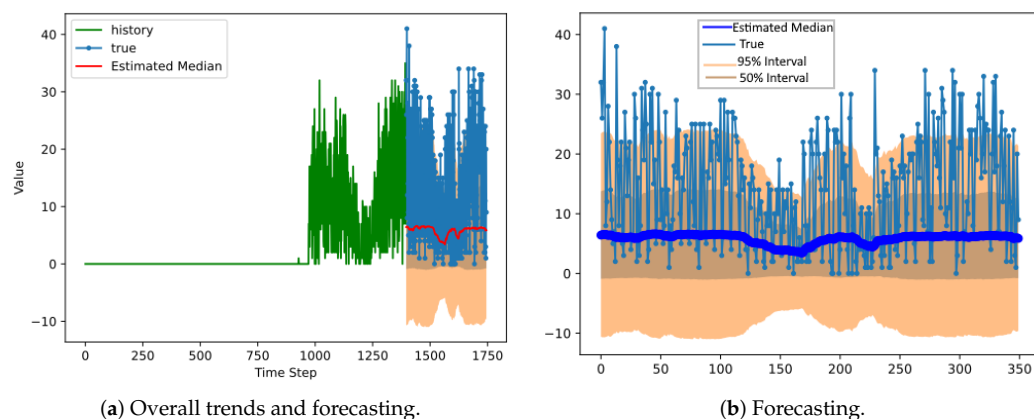 history
true
Estimated Median
40
30
20
10
0
−10
Value
0
250
500
750
1000
1250
1500
1750
Time Step
(a) Overall trends and forecasting.
Estimated Median
True
95% Interval
50% Interval
40
30
20
10
0
−10
0
50
100
150
200
250
300
350
(b) Forecasting.